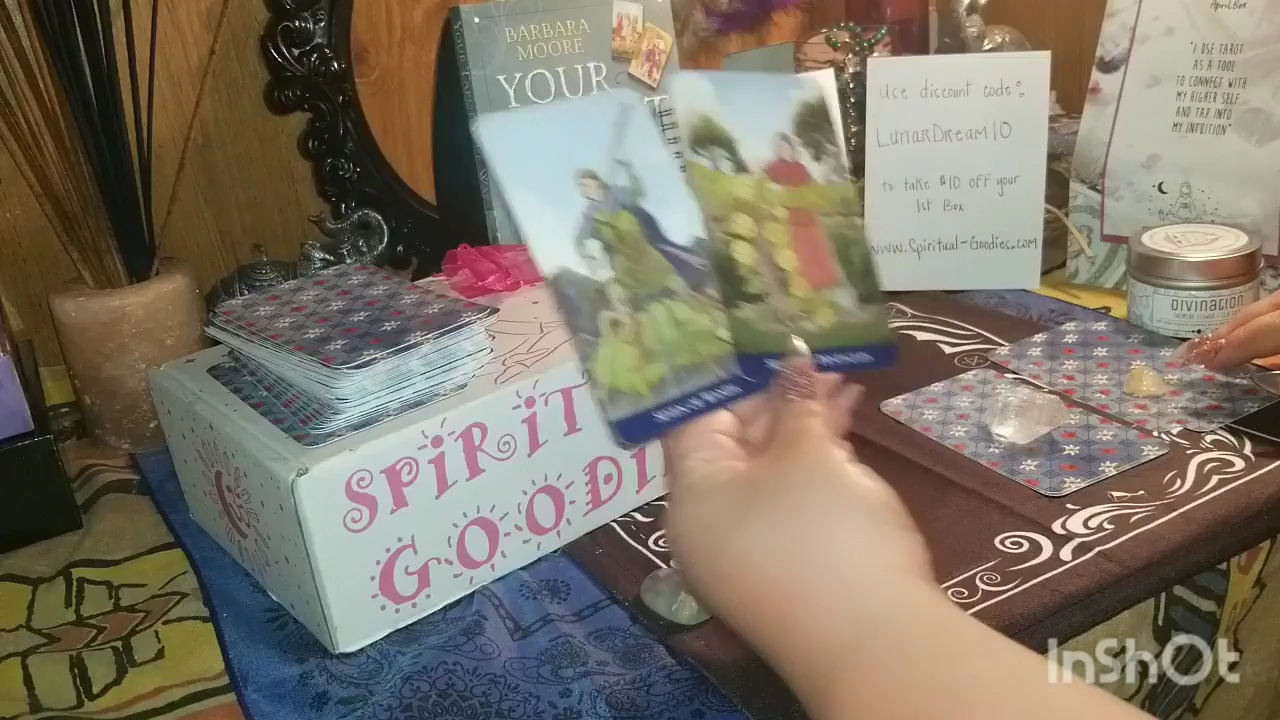 BARBARA
MOORE
YOUR
Use discount code:
LunarDream10
to take $10 OFF your
1st Box
www.Spiritual-Goodies.com
April Box
"I USE TAROT
AS A TOOL
TO CONNECT WITH
MY HIGHER SELF
AND TAP INTO
MY INTUITION"
DIVINATION
SPIRIT
GOODI
InShOt